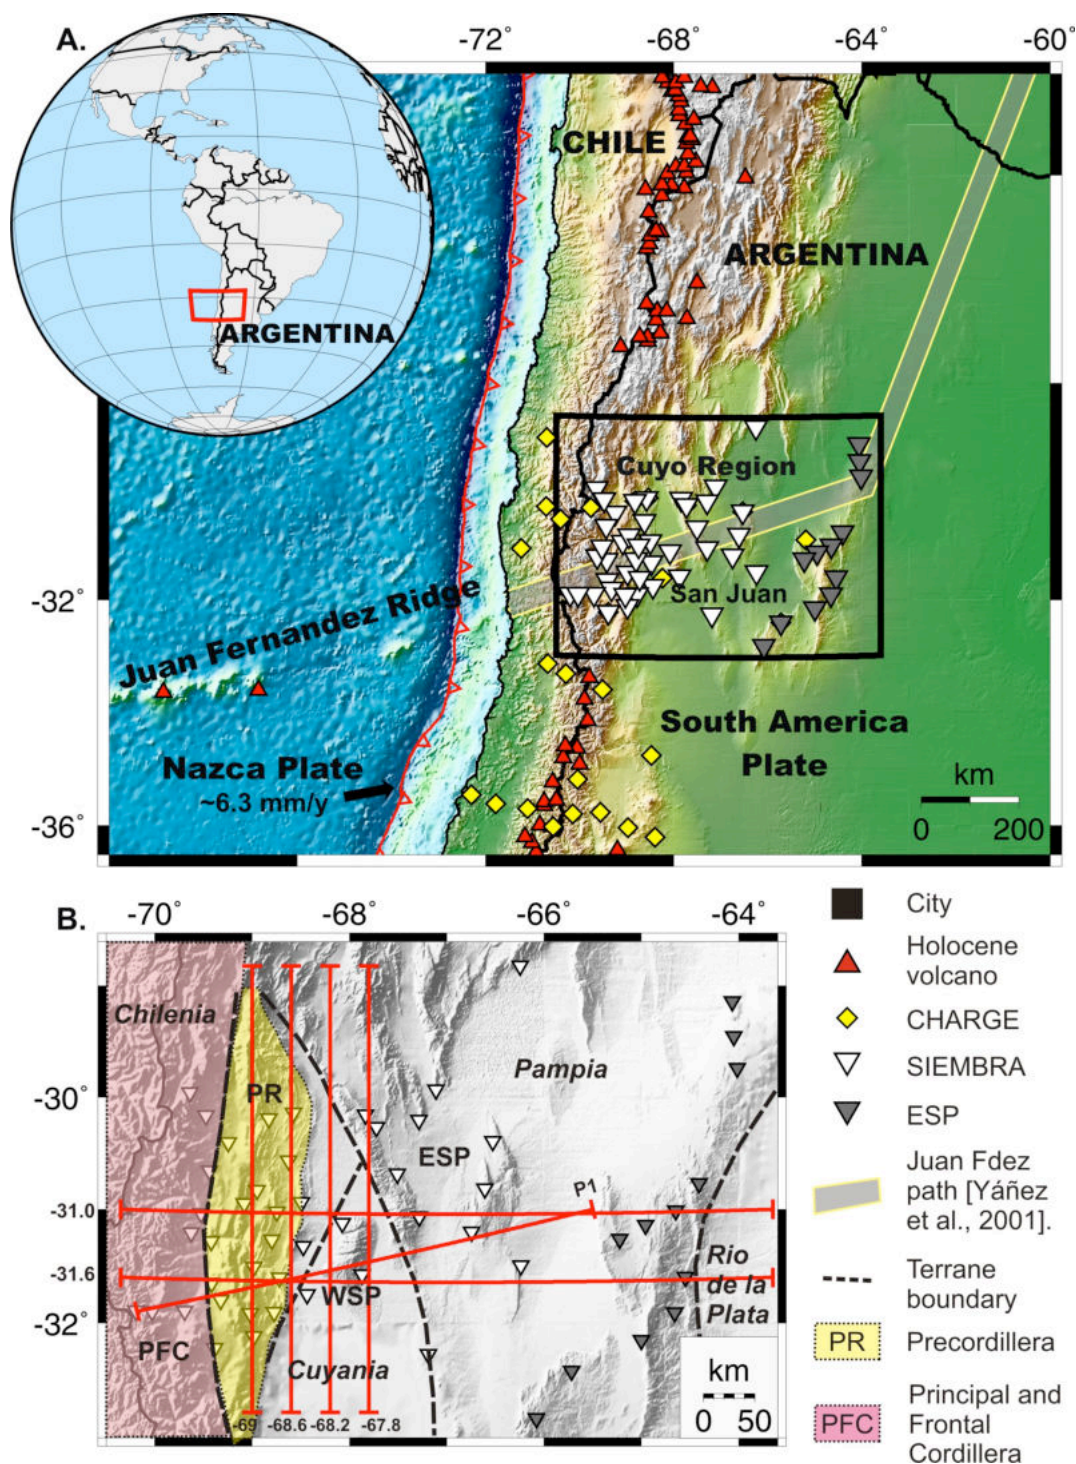 A.
-72°
-68°
-64°
-60°
CHILE
ARGENTINA
ARGENTINA
Cuyo Region
San Juan
-32°
Juan Fernandez Ridge
South America
Plate
Nazca Plate
~6.3 mm/y
km
0 200
-36°
B.
-70°
-68°
-66°
-64°
Chilenia
Pampia
PR
-30°
ESP
P1
-31.0
-31.6
Rio
de la
Plata
WSP
-32°
PFC
Cuyania
km
0 50
-69
-68.6
-68.2
-67.8
City
Holocene
volcano
CHARGE
SIEMBRA
ESP
Juan Fdez
path [Yáñez
et al., 2001].
Terrane
boundary
PR
Precordillera
Principal and
PFC
Frontal
Cordillera